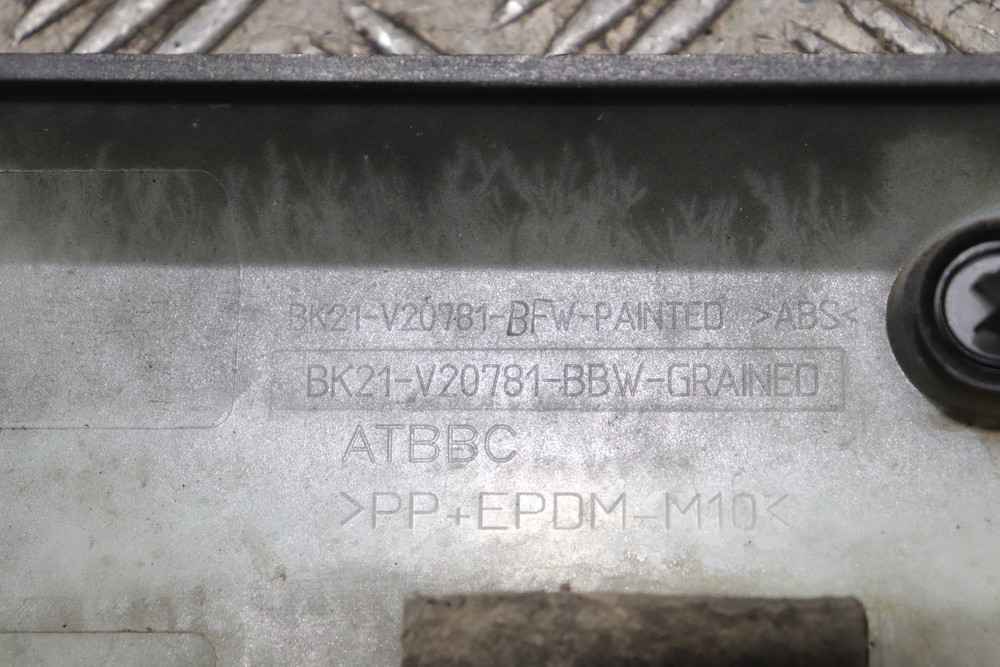 BK21-V20781-BFW-PAINTED >ABS<
BK21-V20781-BBW-GRAINED
ATBBC
>PP+EPDM-M10<